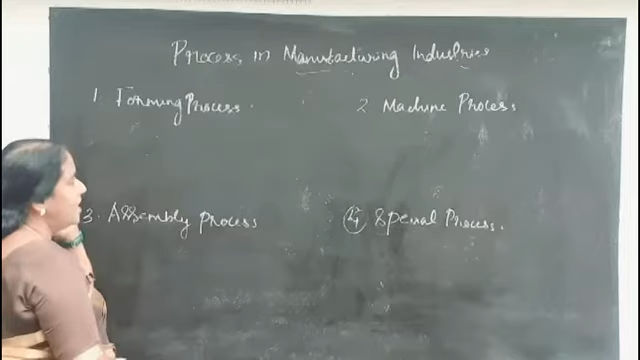 Process in Manufacturing Industries
1. Forming Process.
2 Machine Process
3. Assembly process
4 Special Process.